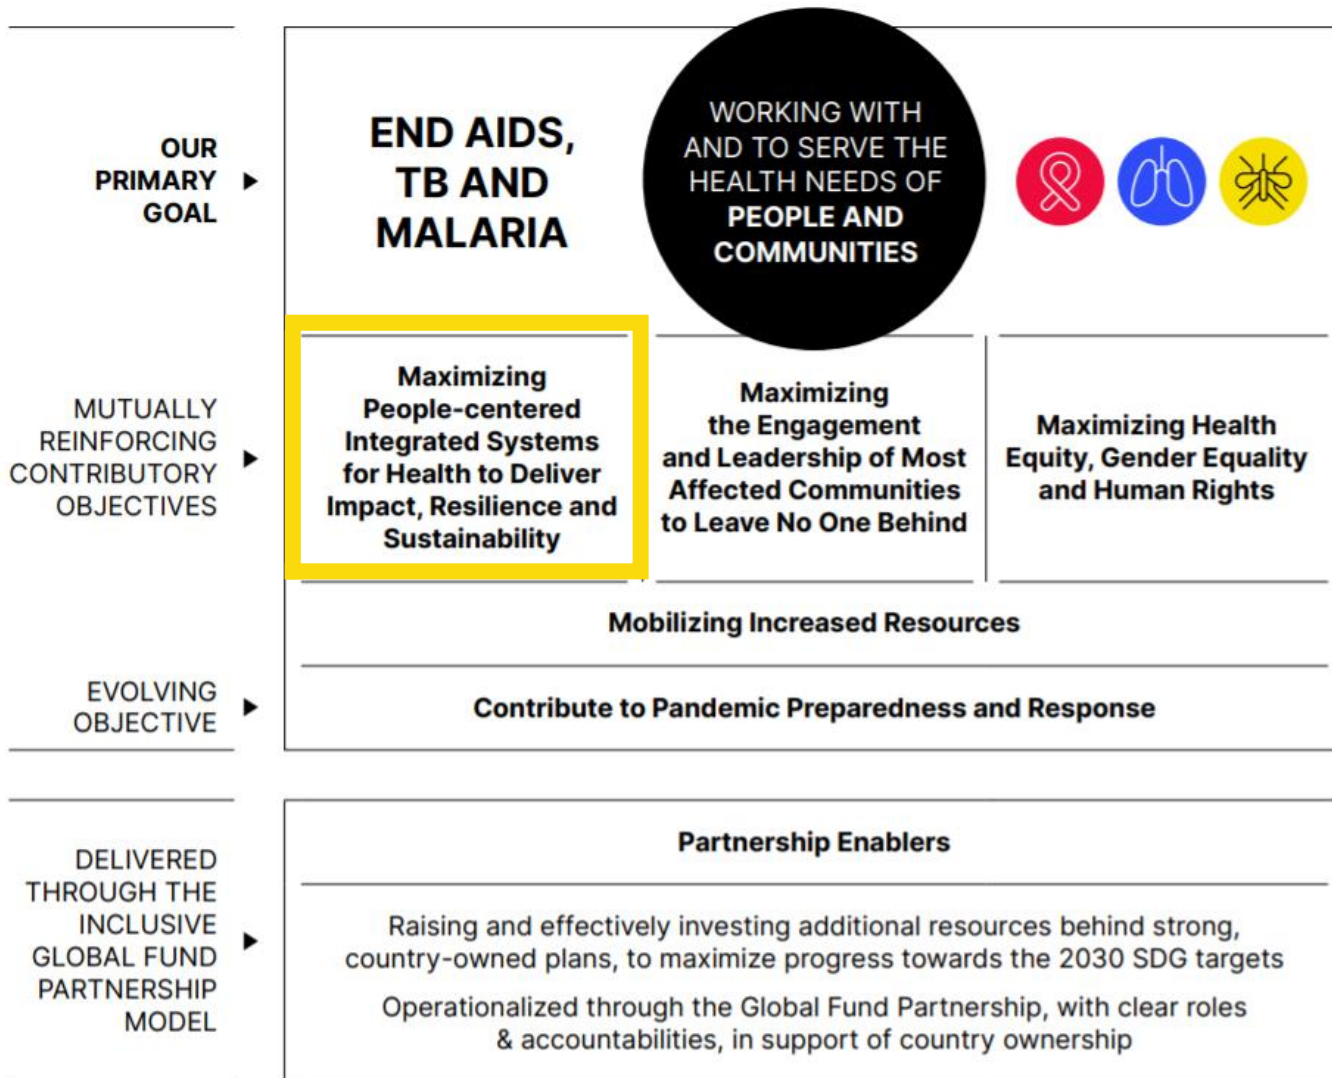 OUR
PRIMARY
GOAL
END AIDS,
TB AND
MALARIA
WORKING WITH
AND TO SERVE THE
HEALTH NEEDS OF
PEOPLE AND
COMMUNITIES
MUTUALLY
REINFORCING
CONTRIBUTORY
OBJECTIVES
Maximizing
People-centered
Integrated Systems
for Health to Deliver
Impact, Resilience and
Sustainability
Maximizing
the Engagement
and Leadership of Most
Affected Communities
to Leave No One Behind
Maximizing Health
Equity, Gender Equality
and Human Rights
Mobilizing Increased Resources
EVOLVING
OBJECTIVE
Contribute to Pandemic Preparedness and Response
DELIVERED
THROUGH THE
INCLUSIVE
GLOBAL FUND
PARTNERSHIP
MODEL
Partnership Enablers
Raising and effectively investing additional resources behind strong,
country-owned plans, to maximize progress towards the 2030 SDG targets
Operationalized through the Global Fund Partnership, with clear roles
& accountabilities, in support of country ownership